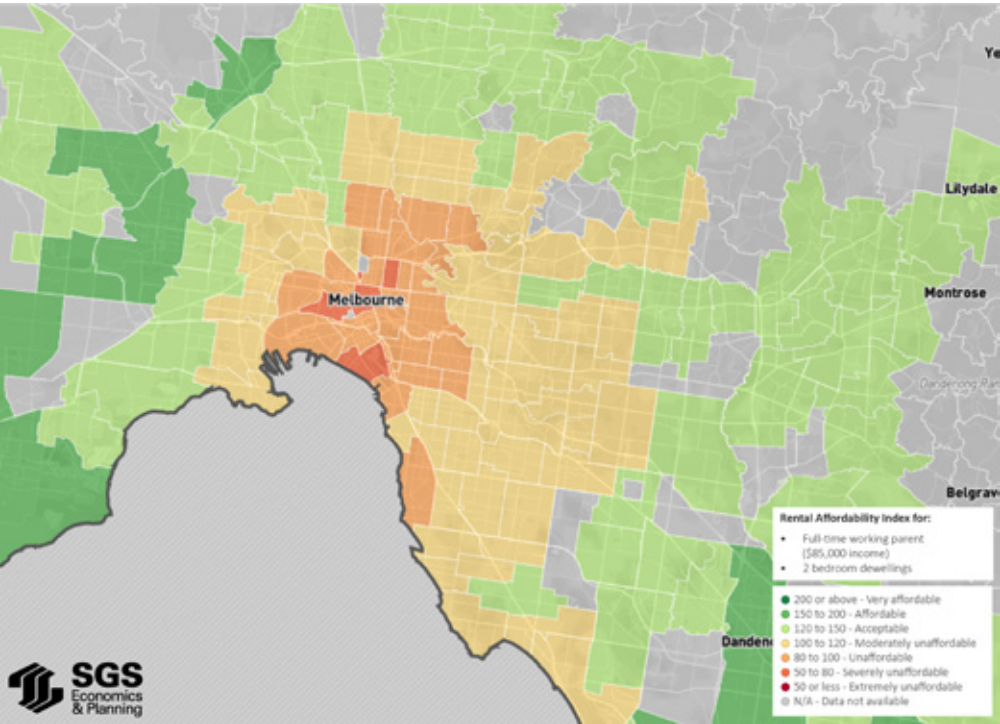 Ye
Lilydale
Montrose
Melbourne
Dandenong Ra
Belgrave
Rental Affordability Index for:
• Full-time working parent
($85,000 income)
• 2 bedroom dewellings
200 or above - Very affordable
150 to 200 - Affordable
120 to 150 - Acceptable
100 to 120 - Moderately unaffordable
80 to 100 - Unaffordable
50 to 80 - Severely unaffordable
50 or less - Extremely unaffordable
N/A - Data not available
Dandeno
SGS
Economics
& Planning